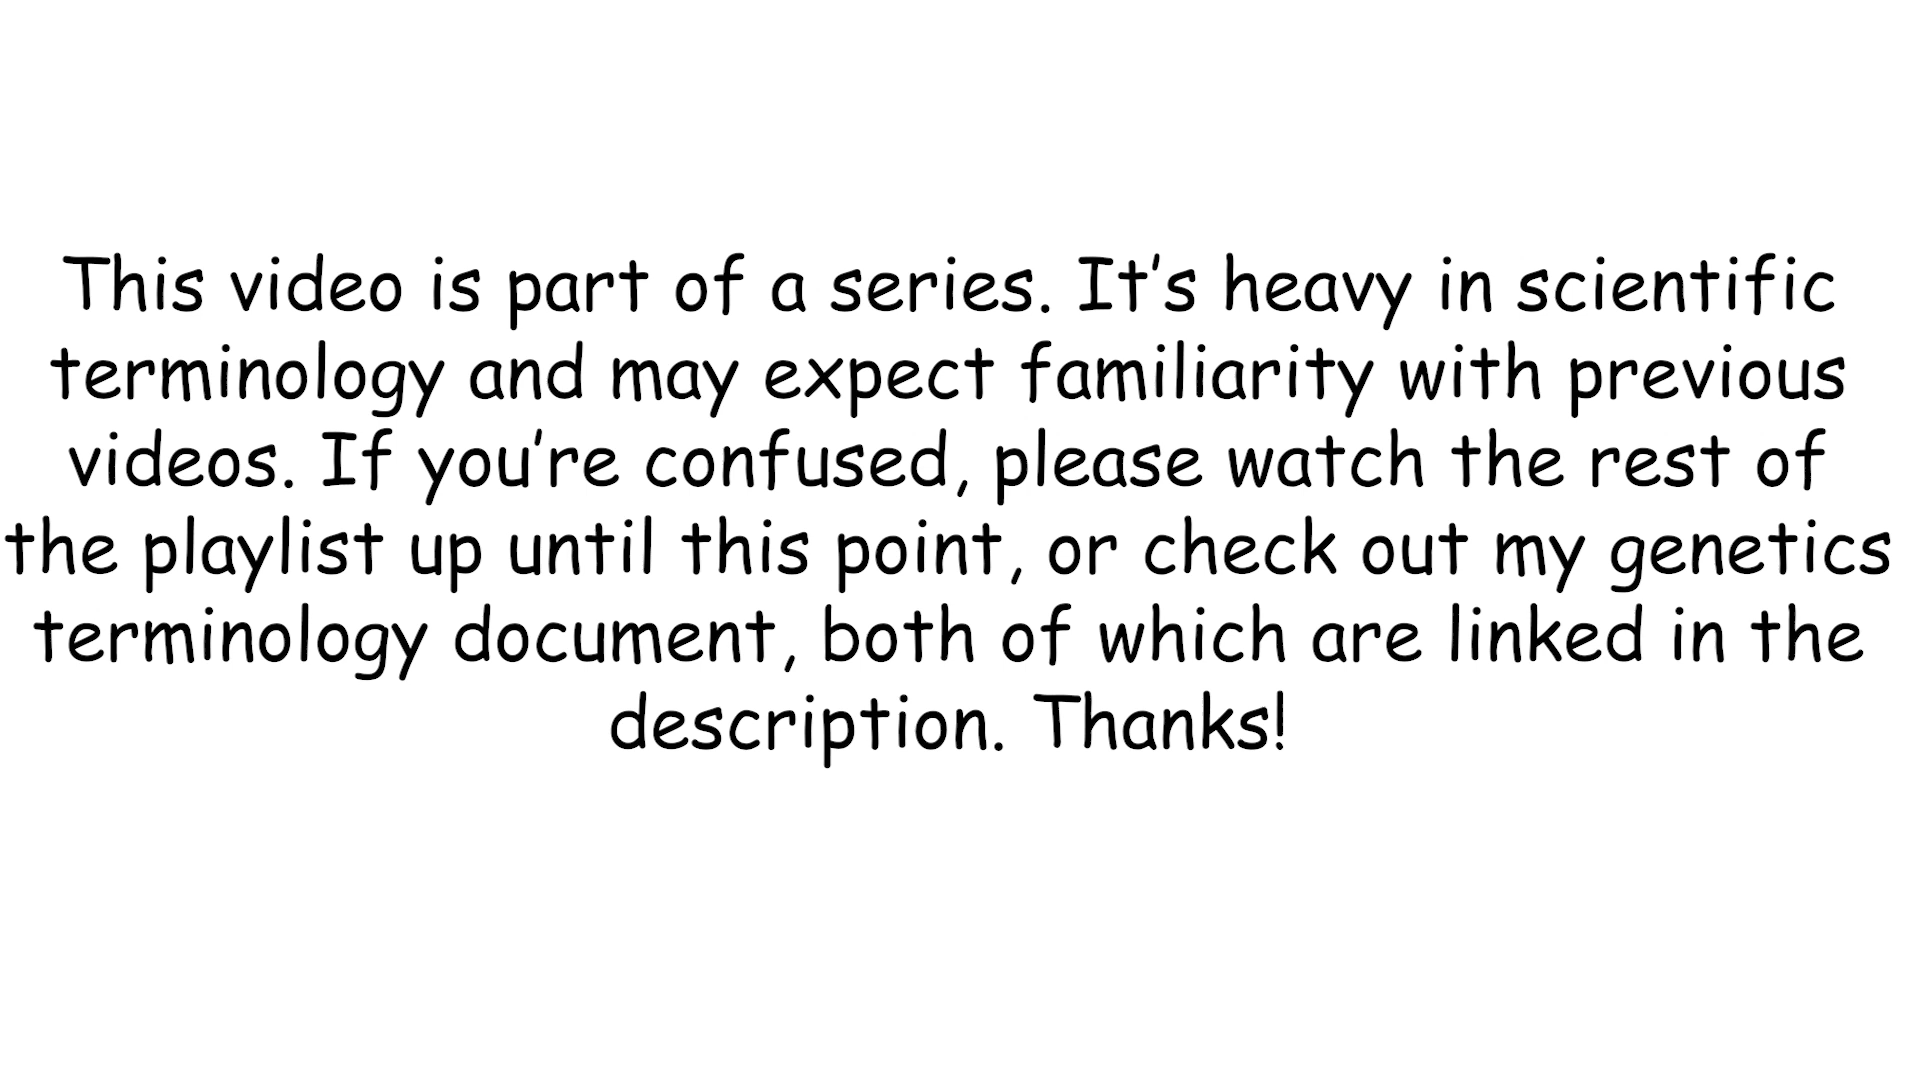 This video is part of a series. It's heavy in scientific
terminology and may expect familiarity with previous
videos. If you're confused, please watch the rest of
the playlist up until this point, or check out my genetics
terminology document, both of which are linked in the
description. Thanks!